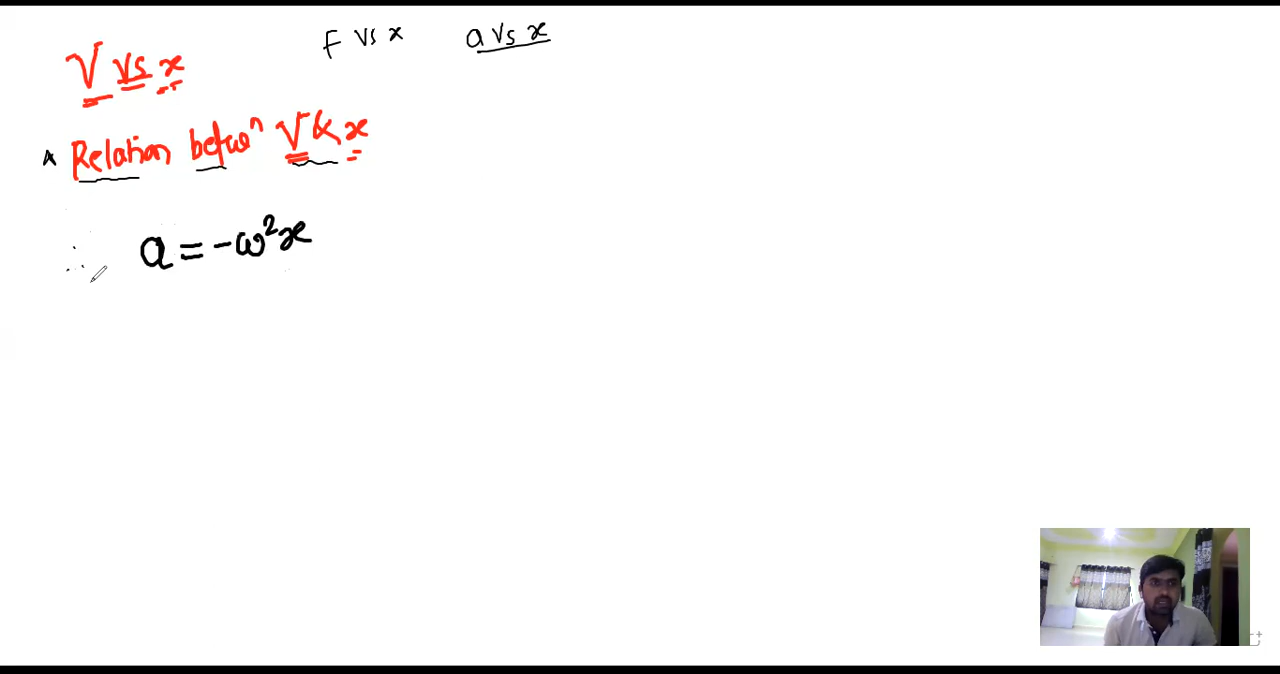 F vs x a vs x
V vs x
* Relation betwⁿ V & x
∴ a = -ω²x